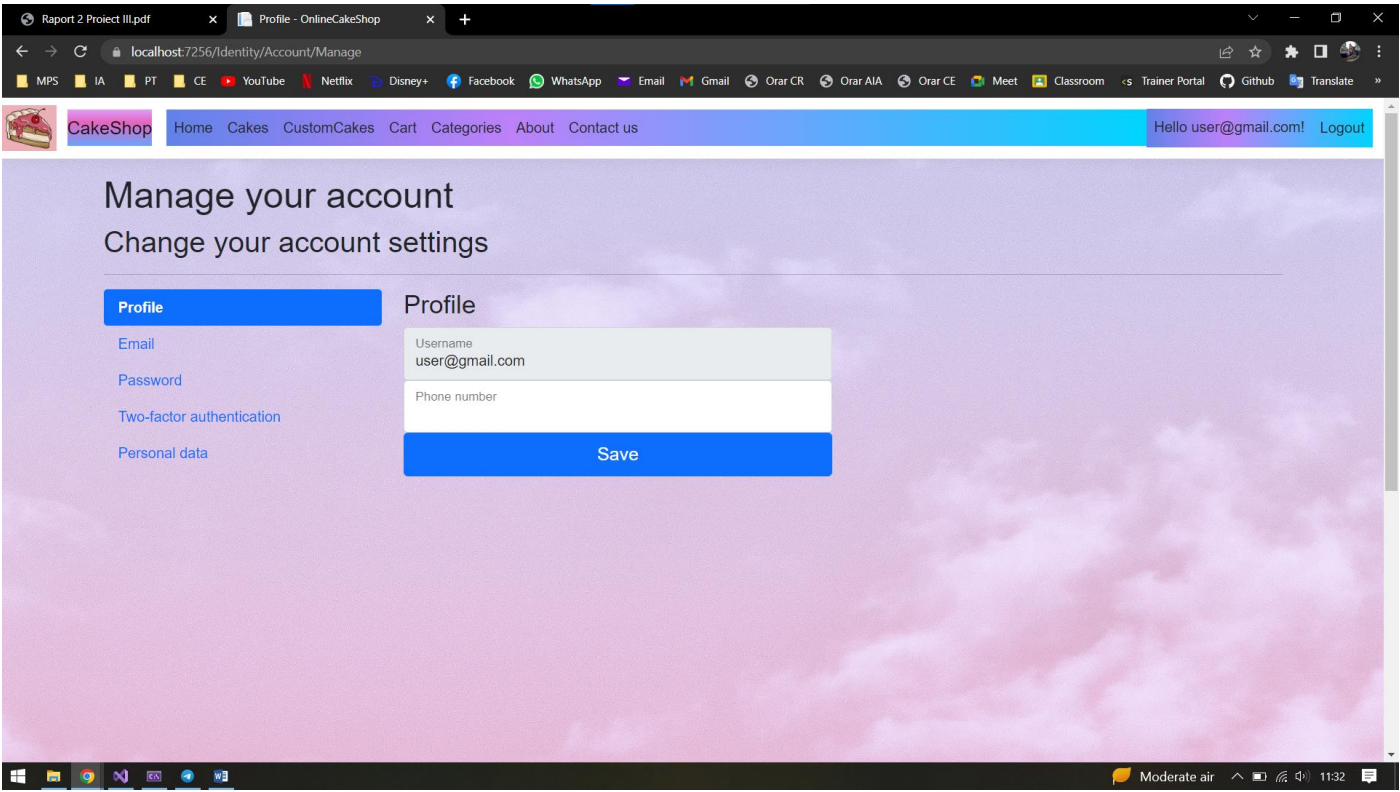 Raport 2 Proiect III.pdf
Profile - OnlineCakeShop
localhost:7256/Identity/Account/Manage
MPS IA PT CE YouTube Netflix Disney+ Facebook WhatsApp Email Gmail Orar CR Orar AIA Orar CE Meet Classroom Trainer Portal Github Translate »
CakeShop Home Cakes CustomCakes Cart Categories About Contact us Hello user@gmail.com! Logout
Manage your account
Change your account settings
Profile
Email
Password
Two-factor authentication
Personal data
Profile
Username
user@gmail.com
Phone number
Save
Moderate air 11:32